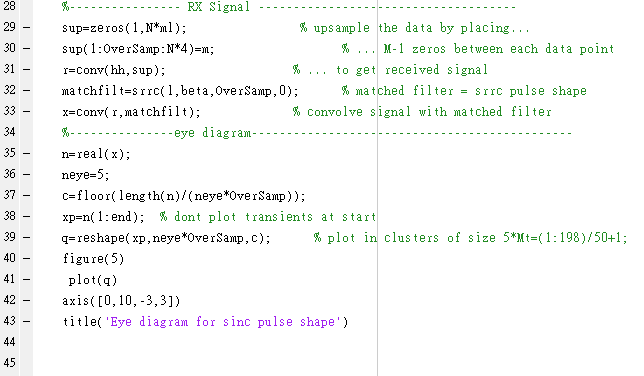 28 – %--------------- RX Signal -----------------------------------
29 – sup=zeros(1,N*ml); % upsample the data by placing...
30 – sup(1:OverSamp:N*4)=m; % ... M-1 zeros between each data point
31 – r=conv(hh,sup); % ... to get received signal
32 – matchfilt=srrc(l,beta,OverSamp,0); % matched filter = srrc pulse shape
33 – x=conv(r,matchfilt); % convolve signal with matched filter
34 %--------------eye diagram-------------------------------------------
35 – n=real(x);
36 – neye=5;
37 – c=floor(length(n)/(neye*OverSamp));
38 – xp=n(1:end); % dont plot transients at start
39 – q=reshape(xp,neye*OverSamp,c); % plot in clusters of size 5*Mt=(1:198)/50+1;
40 – figure(5)
41 – plot(q)
42 – axis([0,10,-3,3])
43 – title('Eye diagram for sinc pulse shape')
44
45